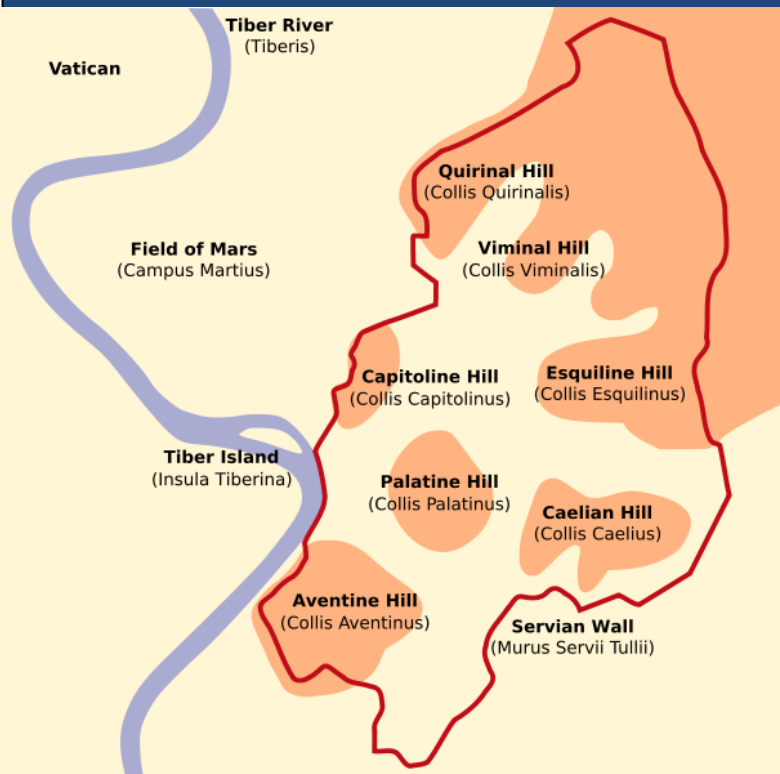 Tiber River
(Tiberis)
Vatican
Quirinal Hill
(Collis Quirinalis)
Field of Mars
(Campus Martius)
Viminal Hill
(Collis Viminalis)
Capitoline Hill
(Collis Capitolinus)
Esquiline Hill
(Collis Esquilinus)
Tiber Island
(Insula Tiberina)
Palatine Hill
(Collis Palatinus)
Caelian Hill
(Collis Caelius)
Aventine Hill
(Collis Aventinus)
Servian Wall
(Murus Servii Tullii)